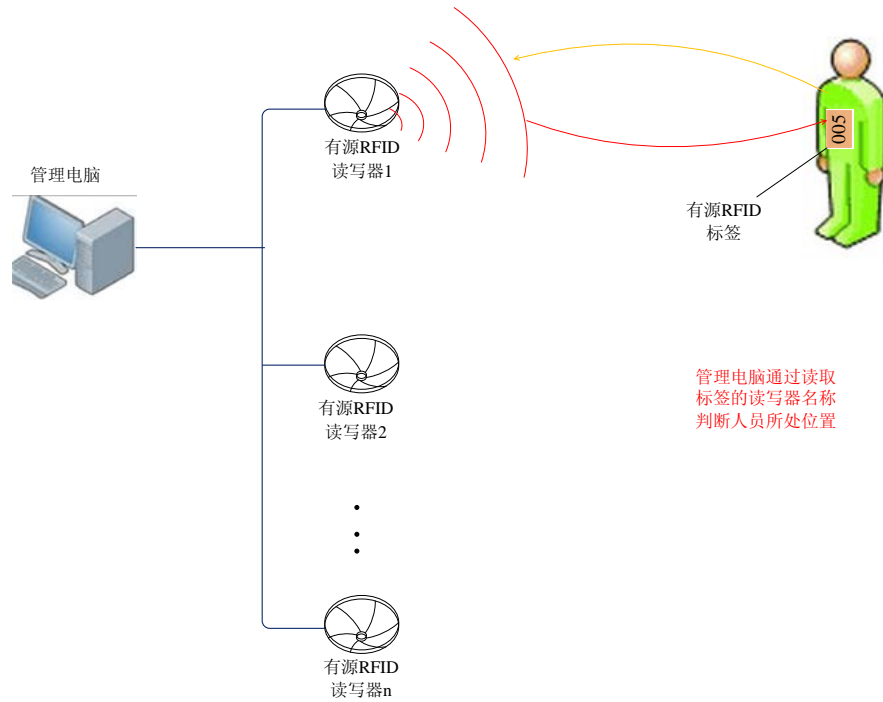 有源RFID
读写器1
管理电脑
005
有源RFID
标签
有源RFID
读写器2
管理电脑通过读取
标签的读写器名称
判断人员所处位置
有源RFID
读写器n